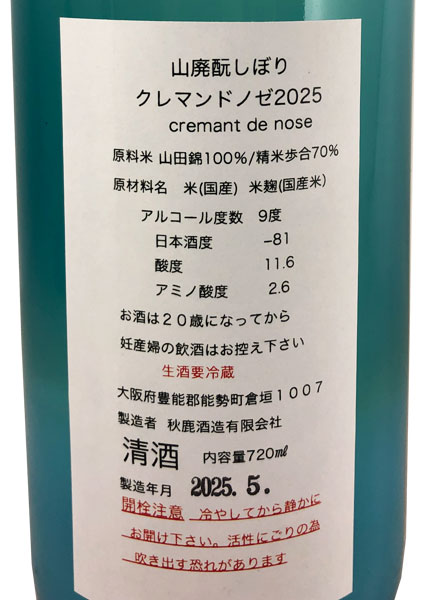 山廃酛しぼり
クレマンドノゼ2025
cremant de nose
原料米 山田錦100%/精米歩合70%
原材料名 米(国産) 米麹(国産米)
アルコール度数 9度
日本酒度 −81
酸度 11.6
アミノ酸度 2.6
お酒は20歳になってから
妊産婦の飲酒はお控え下さい
生酒要冷蔵
大阪府豊能郡能勢町倉垣1007
製造者 秋鹿酒造有限会社
清酒 内容量720㎖
製造年月 2025. 5.
開栓注意 冷やしてから静かに
お開け下さい。活性にごりの為
吹き出す恐れがあります